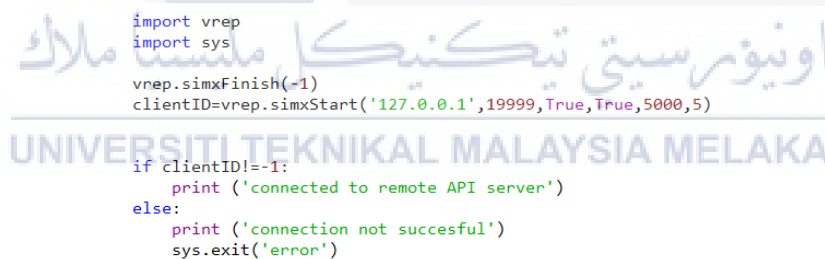 import vrep
import sys
اونيۏرسيتي تيكنيكل مليسيا ملاك
vrep.simxFinish(-1)
clientID=vrep.simxStart('127.0.0.1',19999,True,True,5000,5)
UNIVERSITI TEKNIKAL MALAYSIA MELAKA
if clientID!=-1:
    print ('connected to remote API server')
else:
    print ('connection not succesful')
    sys.exit('error')